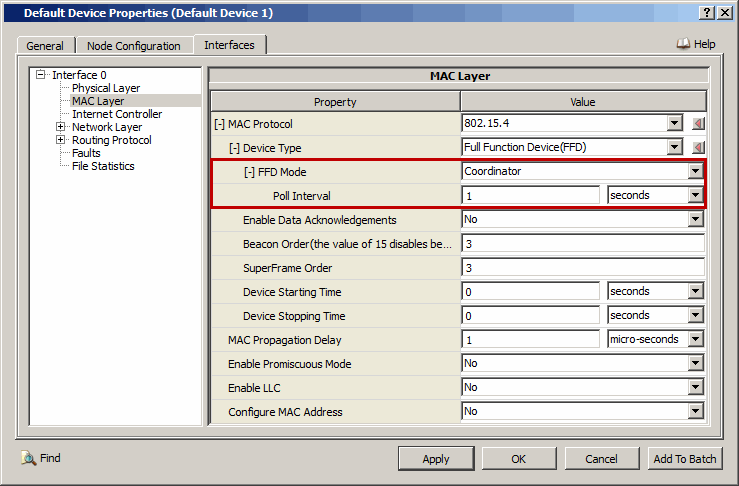 Default Device Properties (Default Device 1)
General Node Configuration Interfaces Help
Interface 0
Physical Layer
MAC Layer
Internet Controller
Network Layer
Routing Protocol
Faults
File Statistics
MAC Layer
Property Value
[-] MAC Protocol 802.15.4
[-] Device Type Full Function Device(FFD)
[-] FFD Mode Coordinator
Poll Interval 1 seconds
Enable Data Acknowledgements No
Beacon Order(the value of 15 disables be... 3
SuperFrame Order 3
Device Starting Time 0 seconds
Device Stopping Time 0 seconds
MAC Propagation Delay 1 micro-seconds
Enable Promiscuous Mode No
Enable LLC No
Configure MAC Address No
Find Apply OK Cancel Add To Batch